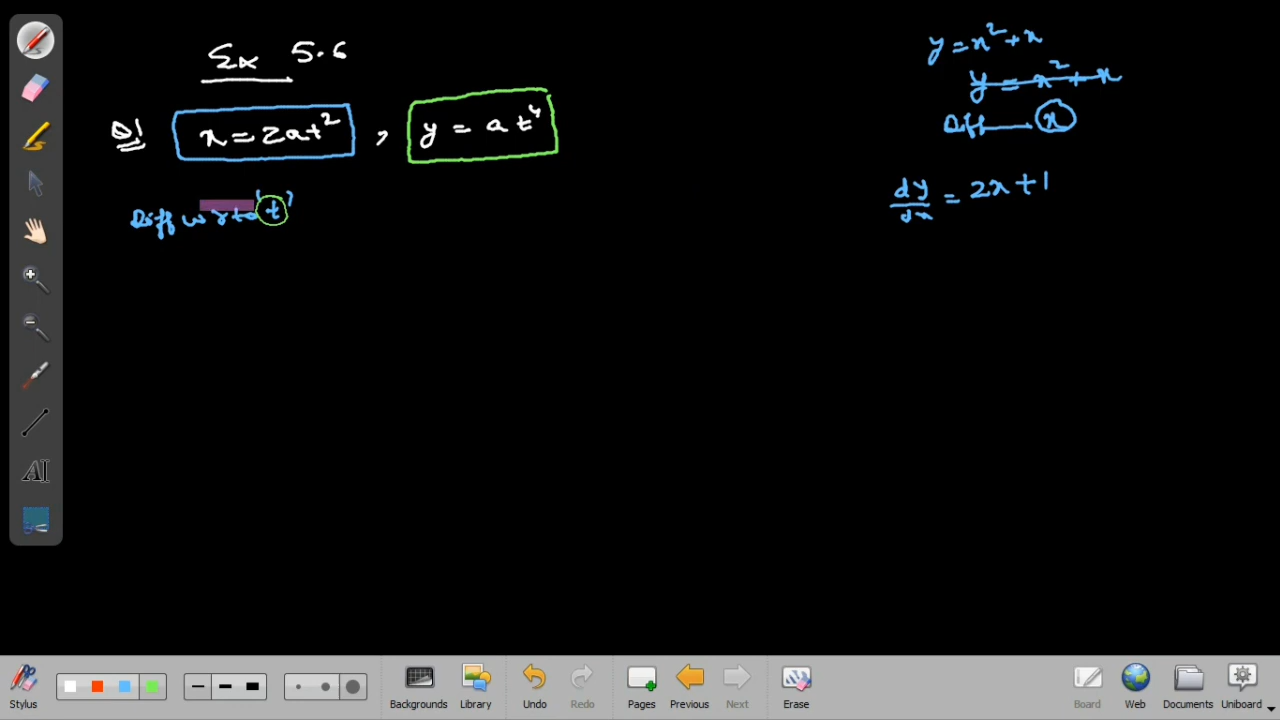 Ex 5.6
Q1 x = 2at², y = at⁴
Diff w r to 't'
y = x² + x
y = x² + x
Diff x
dy/dx = 2x + 1
AI
Stylus
Backgrounds
Library
Undo
Redo
Pages
Previous
Next
Erase
Board
Web
Documents
Uniboard